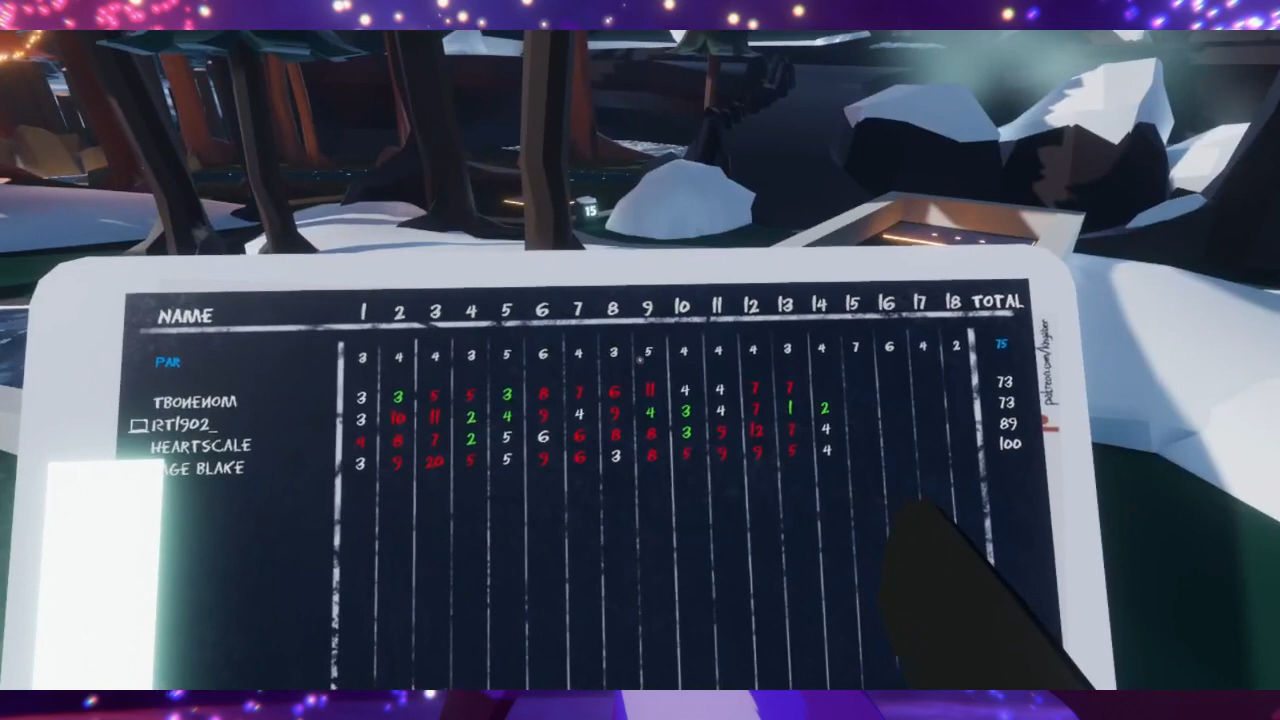 15
NAME 1 2 3 4 5 6 7 8 9 10 11 12 13 14 15 16 17 18 TOTAL
PAR 3 4 4 3 5 6 4 3 5 4 4 4 3 4 7 6 4 2 75
TBONENOM 3 3 5 5 3 8 7 6 11 4 4 7 7 73
RT1902_ 3 10 11 2 4 9 4 9 4 3 4 7 1 2 73
HEARTSCALE 4 8 7 2 5 6 6 8 8 3 9 12 7 4 89
AGE BLAKE 3 9 20 5 5 9 6 3 8 5 9 9 5 4 100